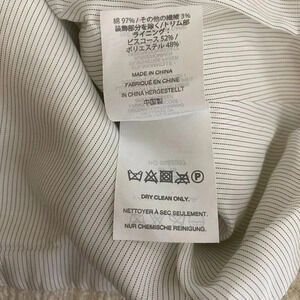 綿 97% / その他の繊維 3%
装飾部分を除く/トリム部
ライニング:
ビスコース 52% /
ポリエステル 48%
MADE IN CHINA
FABRIQUÉ EN CHINE
IN CHINA HERGESTELLT
中国製
P
DRY CLEAN ONLY.
NETTOYER À SEC SEULEMENT.
NUR CHEMISCHE REINIGUNG.